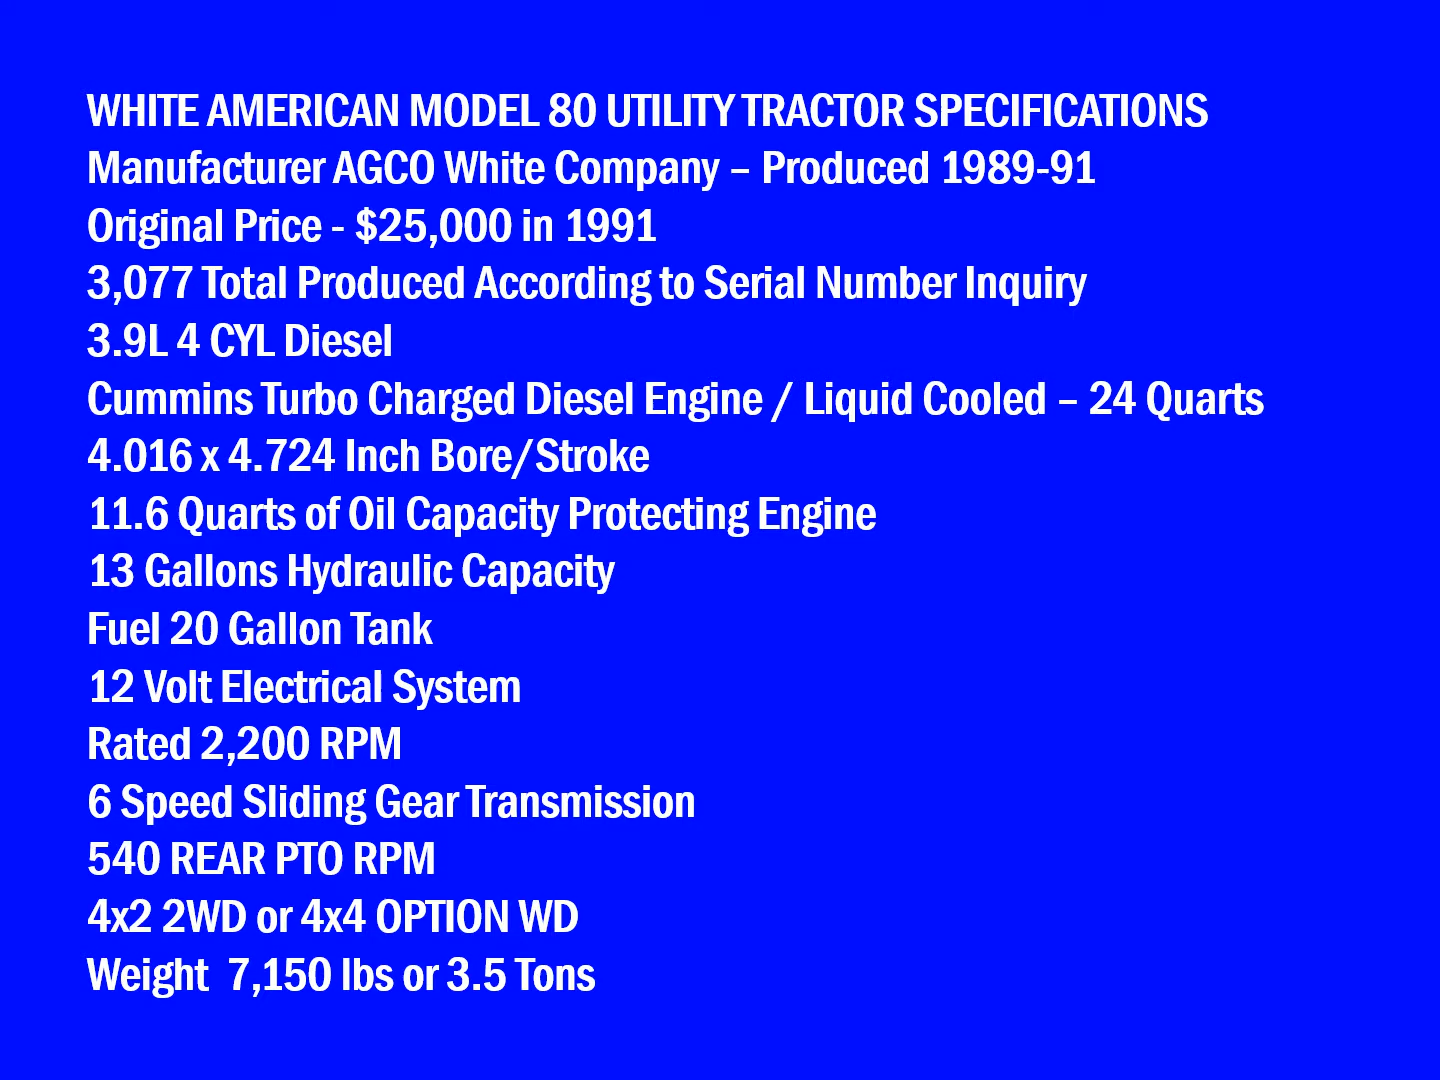 WHITE AMERICAN MODEL 80 UTILITY TRACTOR SPECIFICATIONS
Manufacturer AGCO White Company – Produced 1989-91
Original Price - $25,000 in 1991
3,077 Total Produced According to Serial Number Inquiry
3.9L 4 CYL Diesel
Cummins Turbo Charged Diesel Engine / Liquid Cooled – 24 Quarts
4.016 x 4.724 Inch Bore/Stroke
11.6 Quarts of Oil Capacity Protecting Engine
13 Gallons Hydraulic Capacity
Fuel 20 Gallon Tank
12 Volt Electrical System
Rated 2,200 RPM
6 Speed Sliding Gear Transmission
540 REAR PTO RPM
4x2 2WD or 4x4 OPTION WD
Weight  7,150 lbs or 3.5 Tons